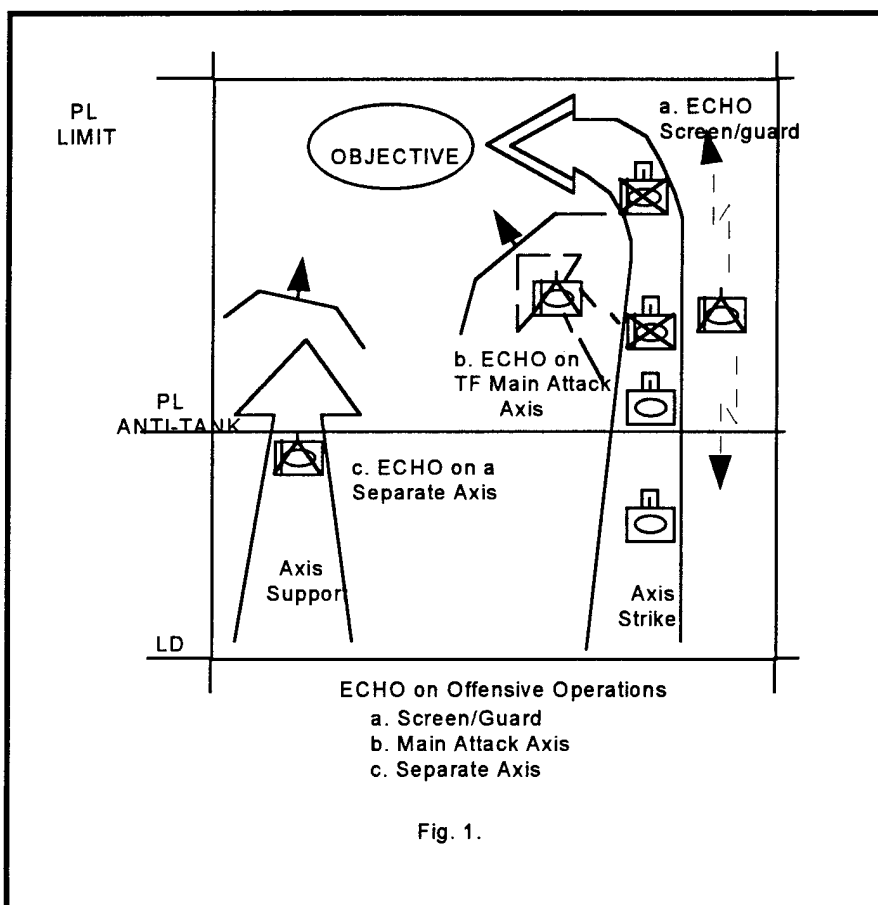 PL
LIMIT
OBJECTIVE
a. ECHO
Screen/guard
b. ECHO on
TF Main Attack
Axis
PL
ANTI-TANK
c. ECHO on a
Separate Axis
Axis
Support
Axis
Strike
LD
ECHO on Offensive Operations
a. Screen/Guard
b. Main Attack Axis
c. Separate Axis
Fig. 1.